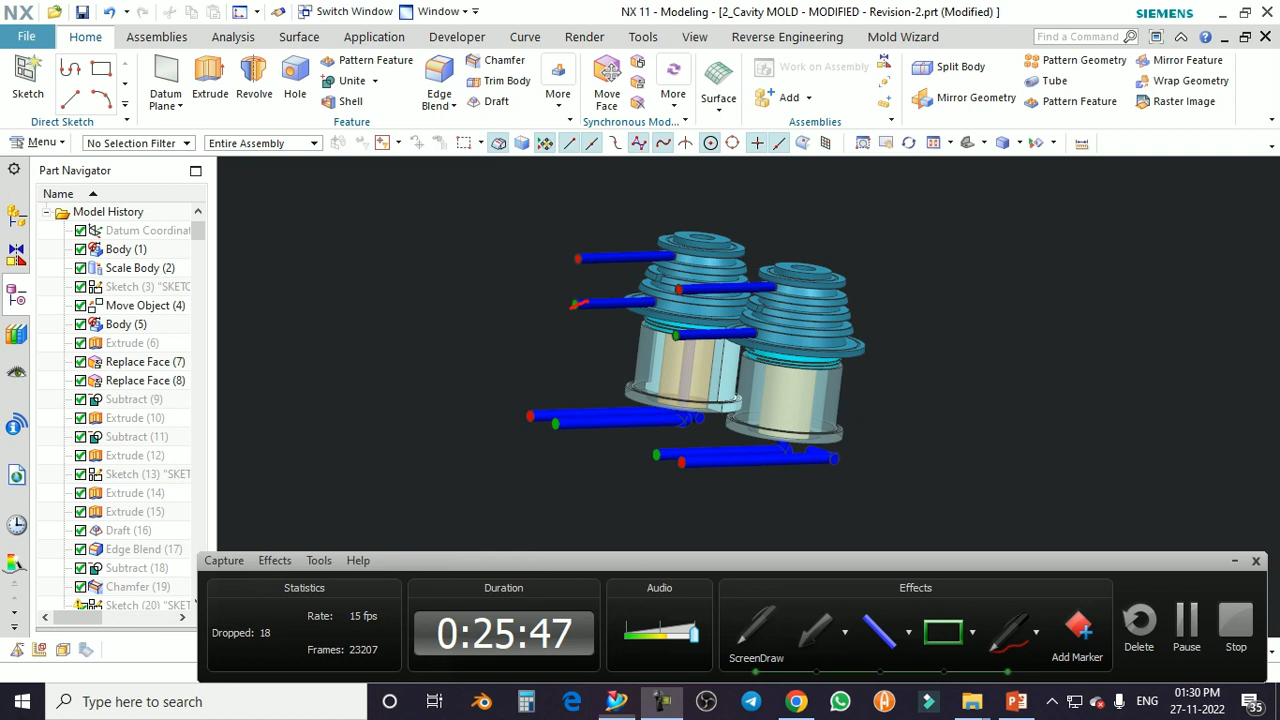 NX
Switch Window
Window
NX 11 - Modeling - [2_Cavity MOLD - MODIFIED - Revision-2.prt (Modified) ]
SIEMENS
File
Home
Assemblies
Analysis
Surface
Application
Developer
Curve
Render
Tools
View
Reverse Engineering
Mold Wizard
Find a Command
Sketch
Direct Sketch
Datum Plane
Extrude
Revolve
Hole
Pattern Feature
Unite
Shell
Edge Blend
Chamfer
Trim Body
Draft
More
Feature
Move Face
More
Synchronous Mod...
Surface
Work on Assembly
Add
Assemblies
Split Body
Mirror Geometry
Pattern Geometry
Tube
Pattern Feature
Mirror Feature
Wrap Geometry
Raster Image
Menu
No Selection Filter
Entire Assembly
Part Navigator
Name
Model History
Datum Coordinat
Body (1)
Scale Body (2)
Sketch (3) "SKETC
Move Object (4)
Body (5)
Extrude (6)
Replace Face (7)
Replace Face (8)
Subtract (9)
Extrude (10)
Subtract (11)
Extrude (12)
Sketch (13) "SKET
Extrude (14)
Extrude (15)
Draft (16)
Edge Blend (17)
Subtract (18)
Chamfer (19)
Sketch (20) "SKET
Capture
Effects
Tools
Help
Statistics
Rate: 15 fps
Dropped: 18
Frames: 23207
Duration
0:25:47
Audio
Effects
ScreenDraw
Add Marker
Delete
Pause
Stop
Type here to search
ENG
01:30 PM
27-11-2022
35